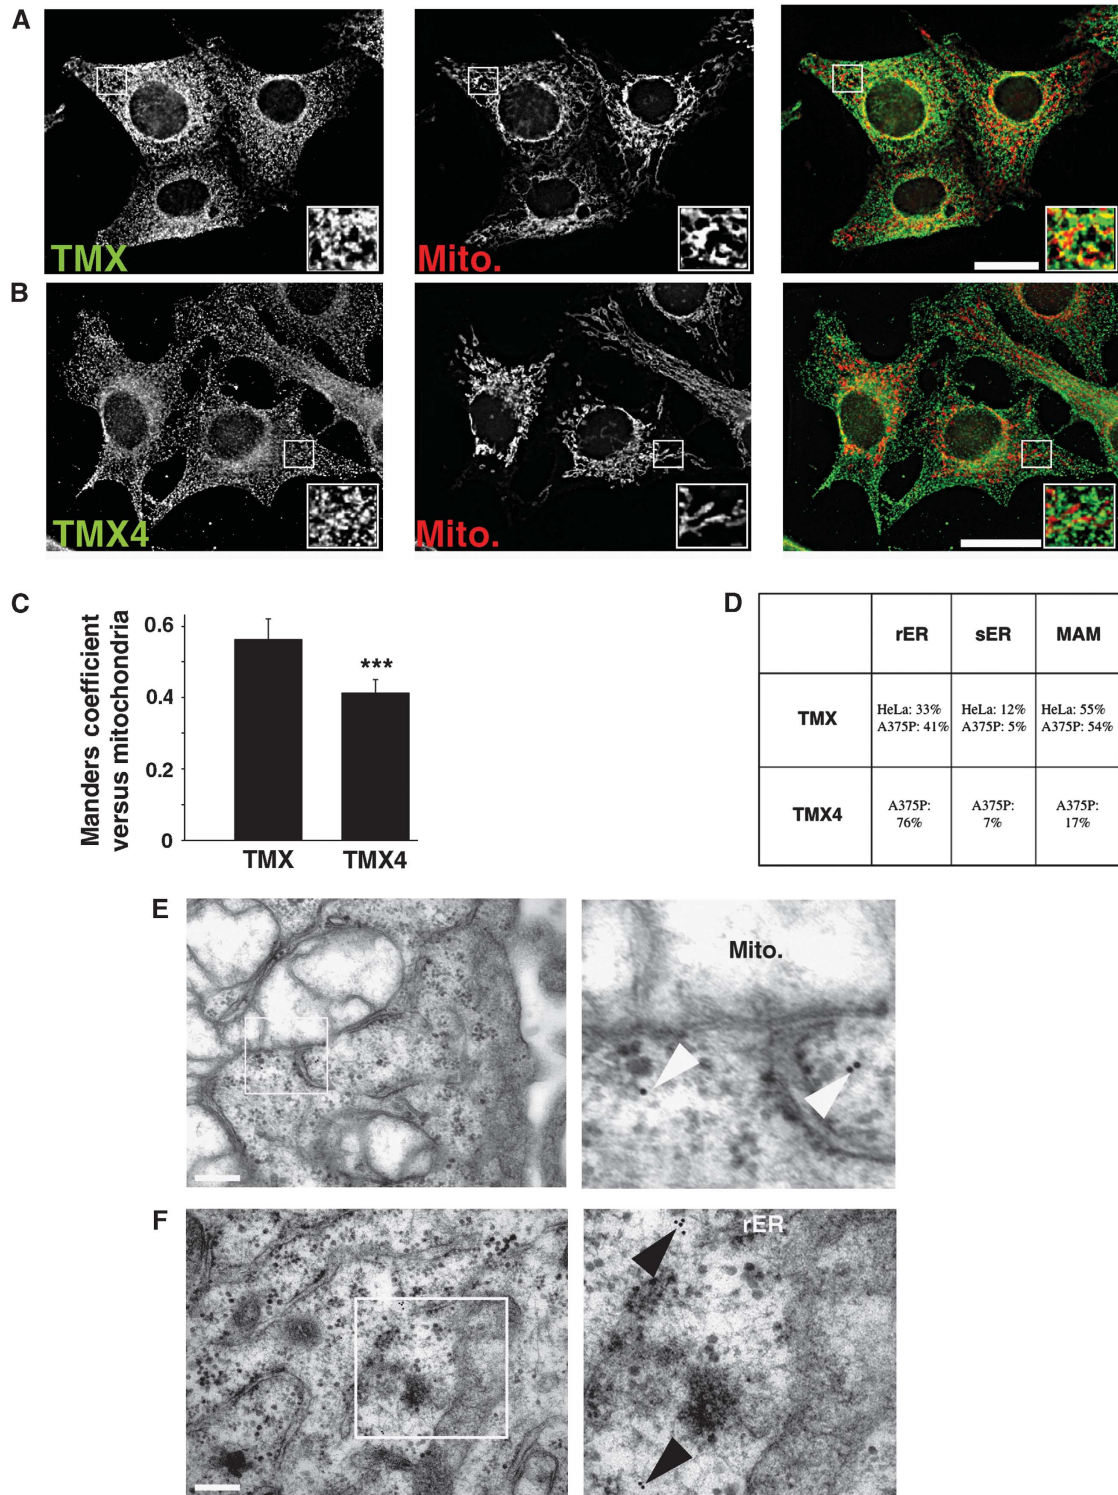 A
TMX
Mito.
B
TMX4
Mito.
C
Manders coefficient
versus mitochondria
0.6
0.4
0.2
0
***
TMX
TMX4
D
rER
sER
MAM
TMX
HeLa: 33%
A375P: 41%
HeLa: 12%
A375P: 5%
HeLa: 55%
A375P: 54%
TMX4
A375P:
76%
A375P:
7%
A375P:
17%
E
Mito.
F
rER